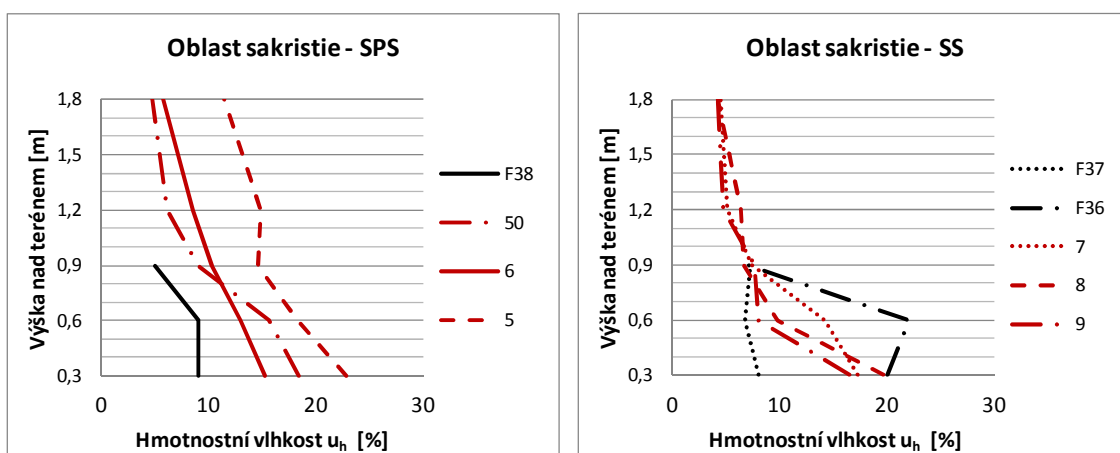 Oblast sakristie - SPS
Výška nad terénem [m]
1,8
1,5
1,2
0,9
0,6
0,3
0
10
20
30
Hmotnostní vlhkost uh [%]
F38
50
6
5
Oblast sakristie - SS
Výška nad terénem [m]
1,8
1,5
1,2
0,9
0,6
0,3
0
10
20
30
Hmotnostní vlhkost uh [%]
F37
F36
7
8
9